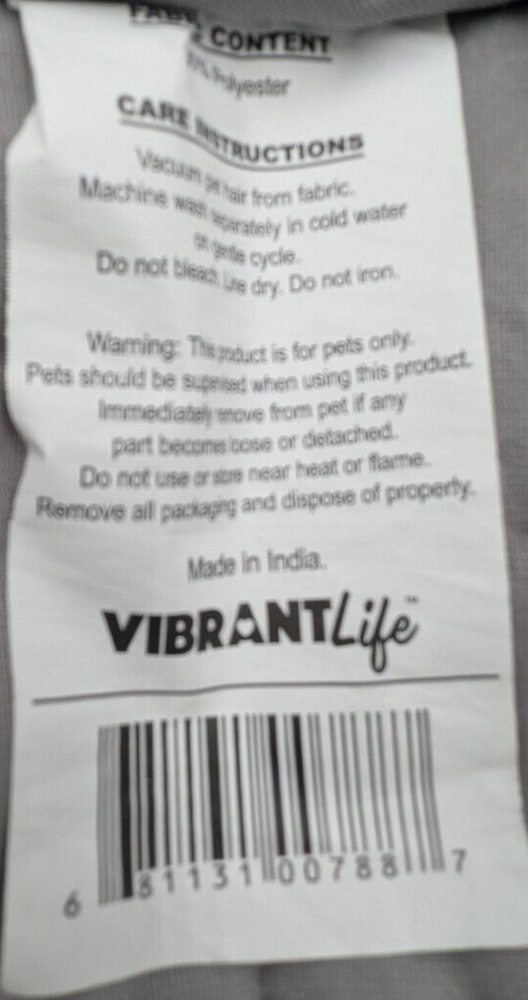 FABRIC CONTENT
Polyester
CARE INSTRUCTIONS
Vacuum pet hair from fabric.
Machine wash separately in cold water
on gentle cycle.
Do not bleach. Line dry. Do not iron.
Warning: This product is for pets only.
Pets should be supervised when using this product.
Immediately remove from pet if any
part becomes loose or detached.
Do not use or store near heat or flame.
Remove all packaging and dispose of properly.
Made in India.
VIBRANTLife™
6 81131 00788 7